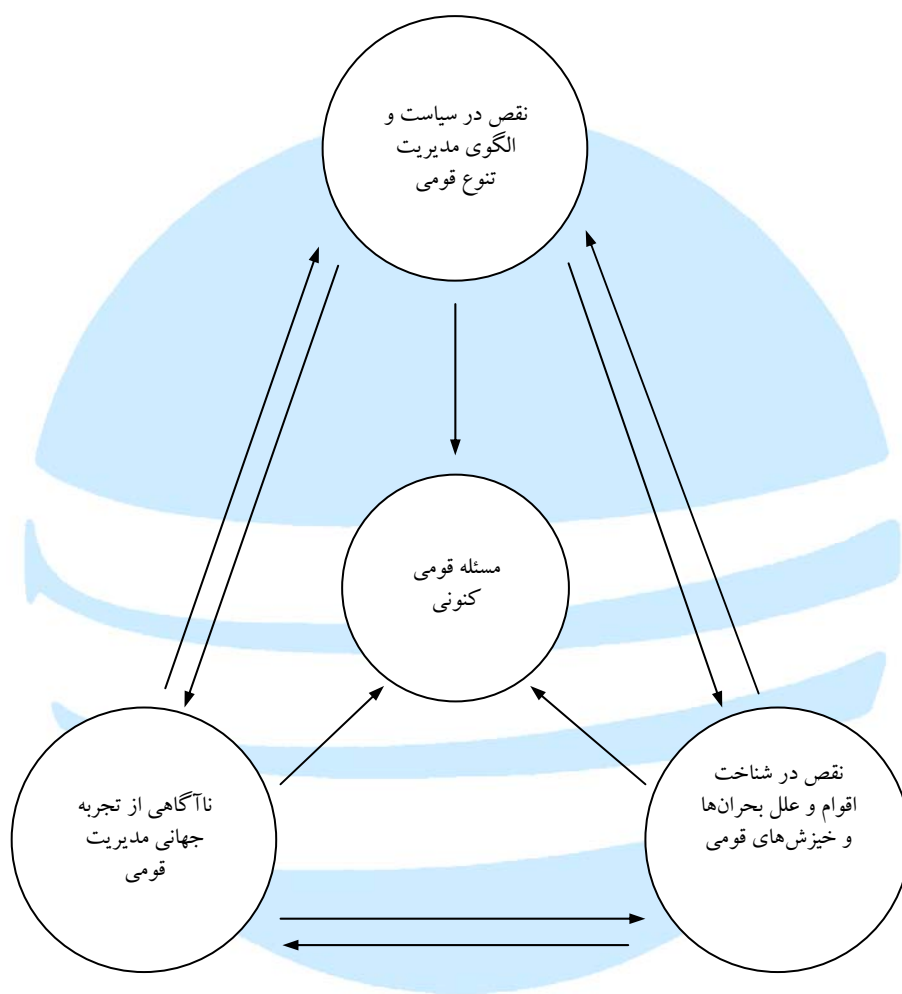 نقص در سیاست و
الگوی مدیریت
تنوع قومی
مسئله قومی
کنونی
نقص در شناخت
اقوام و علل بحران‌ها
و خیزش‌های قومی
ناآگاهی از تجربه
جهانی مدیریت
قومی